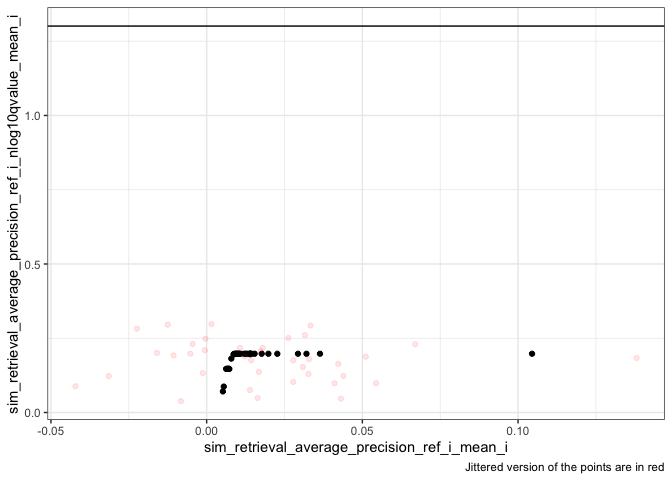 sim_retrieval_average_precision_ref_i_nlog10qvalue_mean_i
1.0
0.5
0.0
-0.05
0.00
0.05
0.10
sim_retrieval_average_precision_ref_i_mean_i
Jittered version of the points are in red